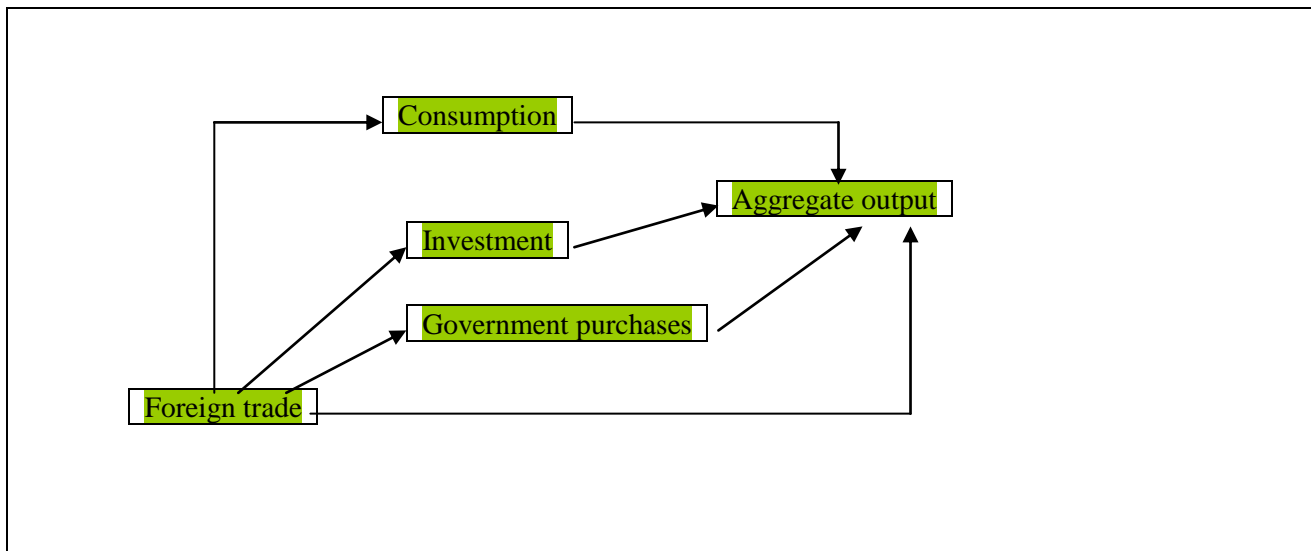 Consumption
Aggregate output
Investment
Government purchases
Foreign trade